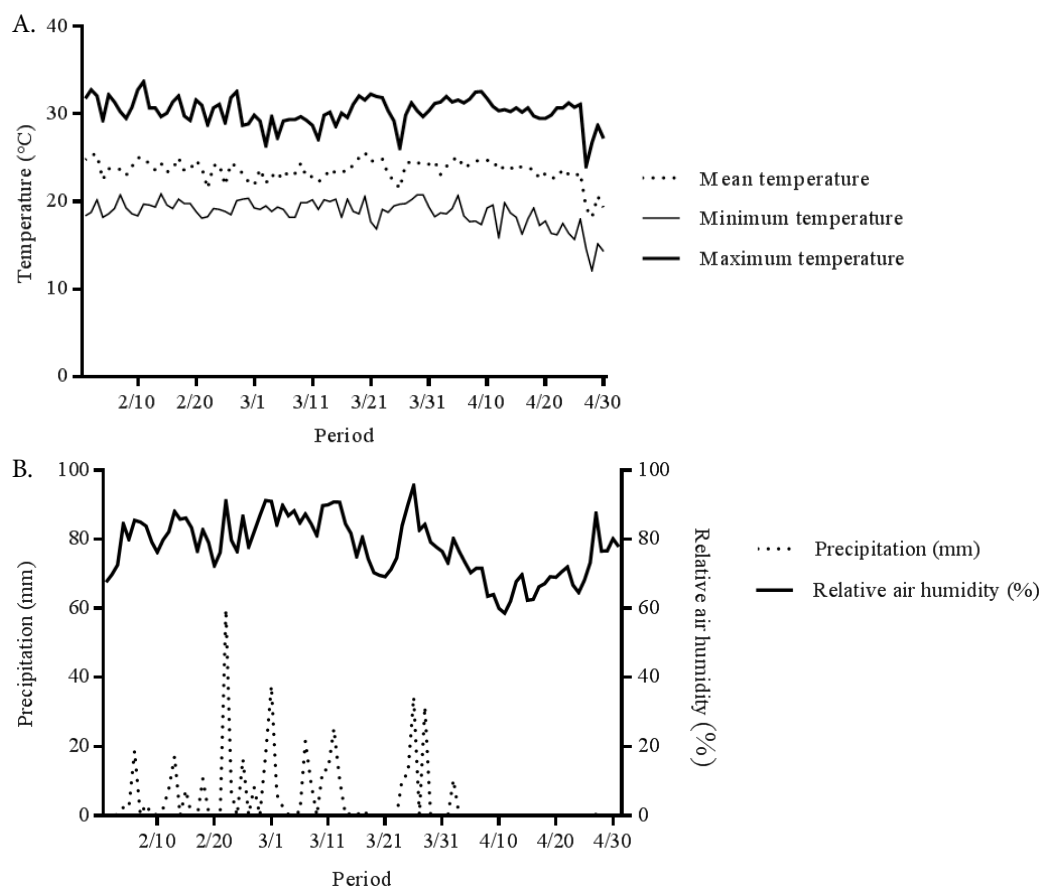 A.
40
30
20
10
0
Temperature (°C)
2/10 2/20 3/1 3/11 3/21 3/31 4/10 4/20 4/30
Period
Mean temperature
Minimum temperature
Maximum temperature
B.
100
80
60
40
20
0
Precipitation (mm)
100
80
60
40
20
0
Relative air humidity (%)
2/10 2/20 3/1 3/11 3/21 3/31 4/10 4/20 4/30
Period
Precipitation (mm)
Relative air humidity (%)